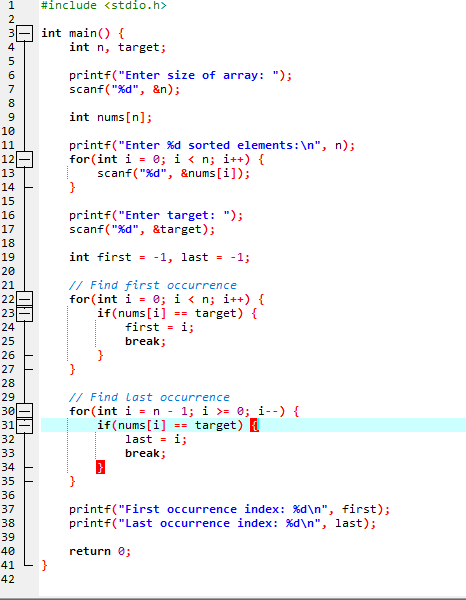 1 #include <stdio.h>
2
3 int main() {
4     int n, target;
5
6     printf("Enter size of array: ");
7     scanf("%d", &n);
8
9     int nums[n];
10
11     printf("Enter %d sorted elements:\n", n);
12     for(int i = 0; i < n; i++) {
13         scanf("%d", &nums[i]);
14     }
15
16     printf("Enter target: ");
17     scanf("%d", &target);
18
19     int first = -1, last = -1;
20
21     // Find first occurrence
22     for(int i = 0; i < n; i++) {
23         if(nums[i] == target) {
24             first = i;
25             break;
26         }
27     }
28
29     // Find last occurrence
30     for(int i = n - 1; i >= 0; i--) {
31         if(nums[i] == target) {
32             last = i;
33             break;
34         }
35     }
36
37     printf("First occurrence index: %d\n", first);
38     printf("Last occurrence index: %d\n", last);
39
40     return 0;
41 }
42